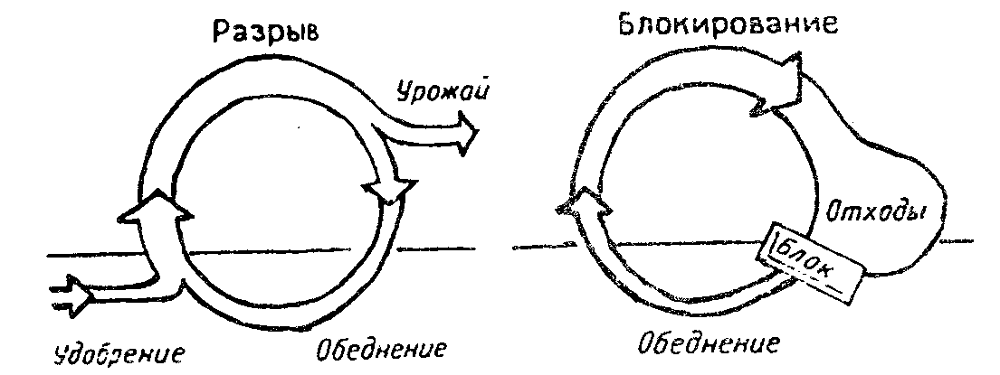 Разрыв
Урожай
Удобрение
Обеднение
Блокирование
Отходы
Блок
Обеднение